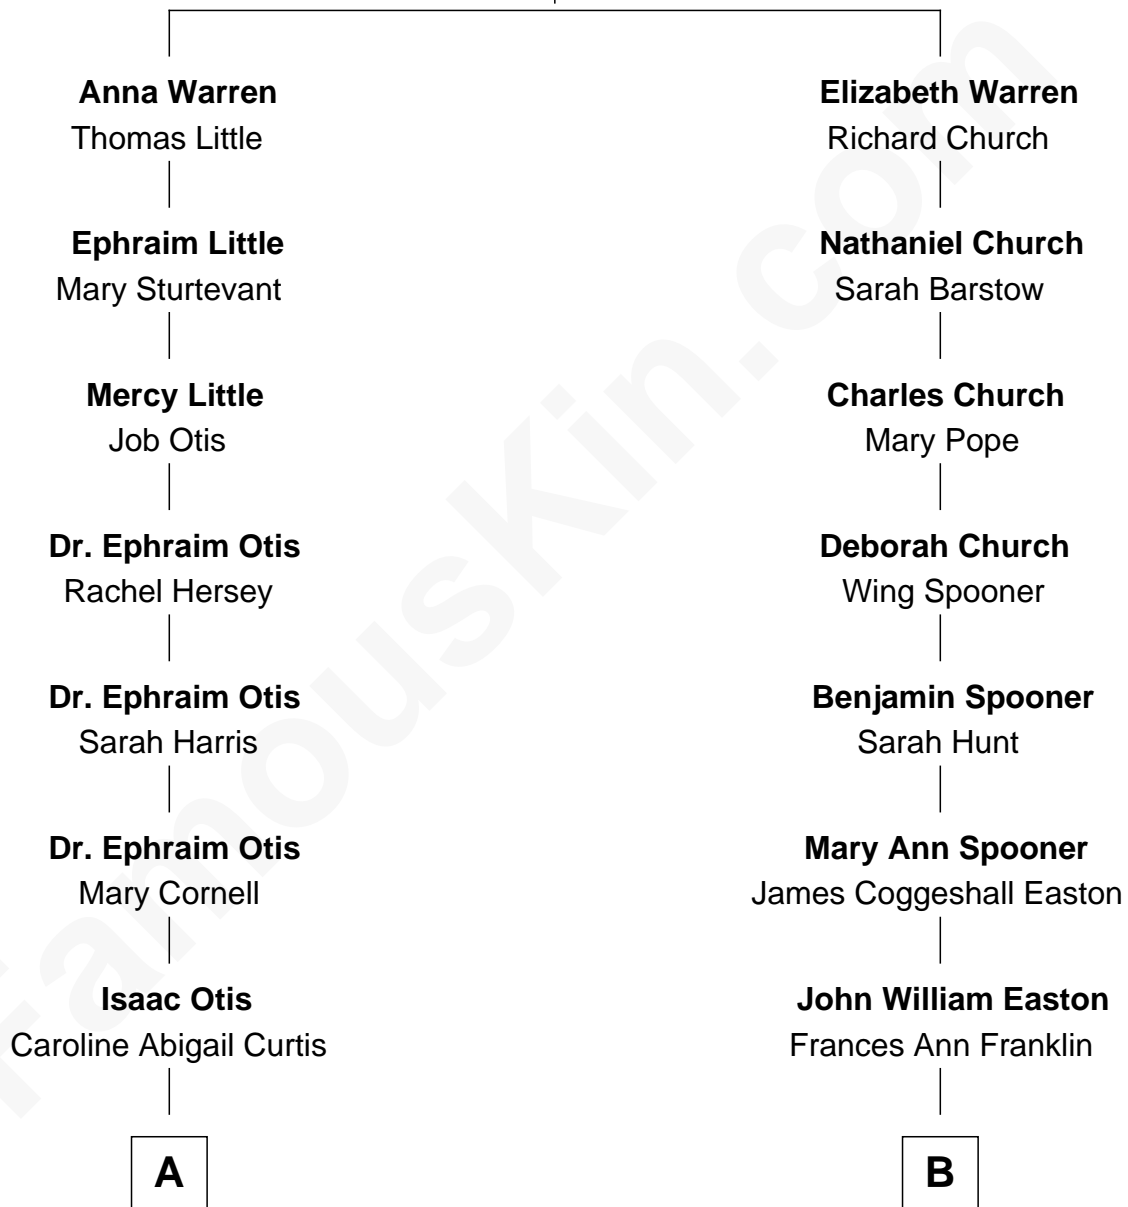 Anna Warren
Thomas Little
Elizabeth Warren
Richard Church
Ephraim Little
Mary Sturtevant
Nathaniel Church
Sarah Barstow
Mercy Little
Job Otis
Charles Church
Mary Pope
Dr. Ephraim Otis
Rachel Hersey
Deborah Church
Wing Spooner
Dr. Ephraim Otis
Sarah Harris
Benjamin Spooner
Sarah Hunt
Dr. Ephraim Otis
Mary Cornell
Mary Ann Spooner
James Coggeshall Easton
Isaac Otis
Caroline Abigail Curtis
John William Easton
Frances Ann Franklin
A
B
FamousKin.com